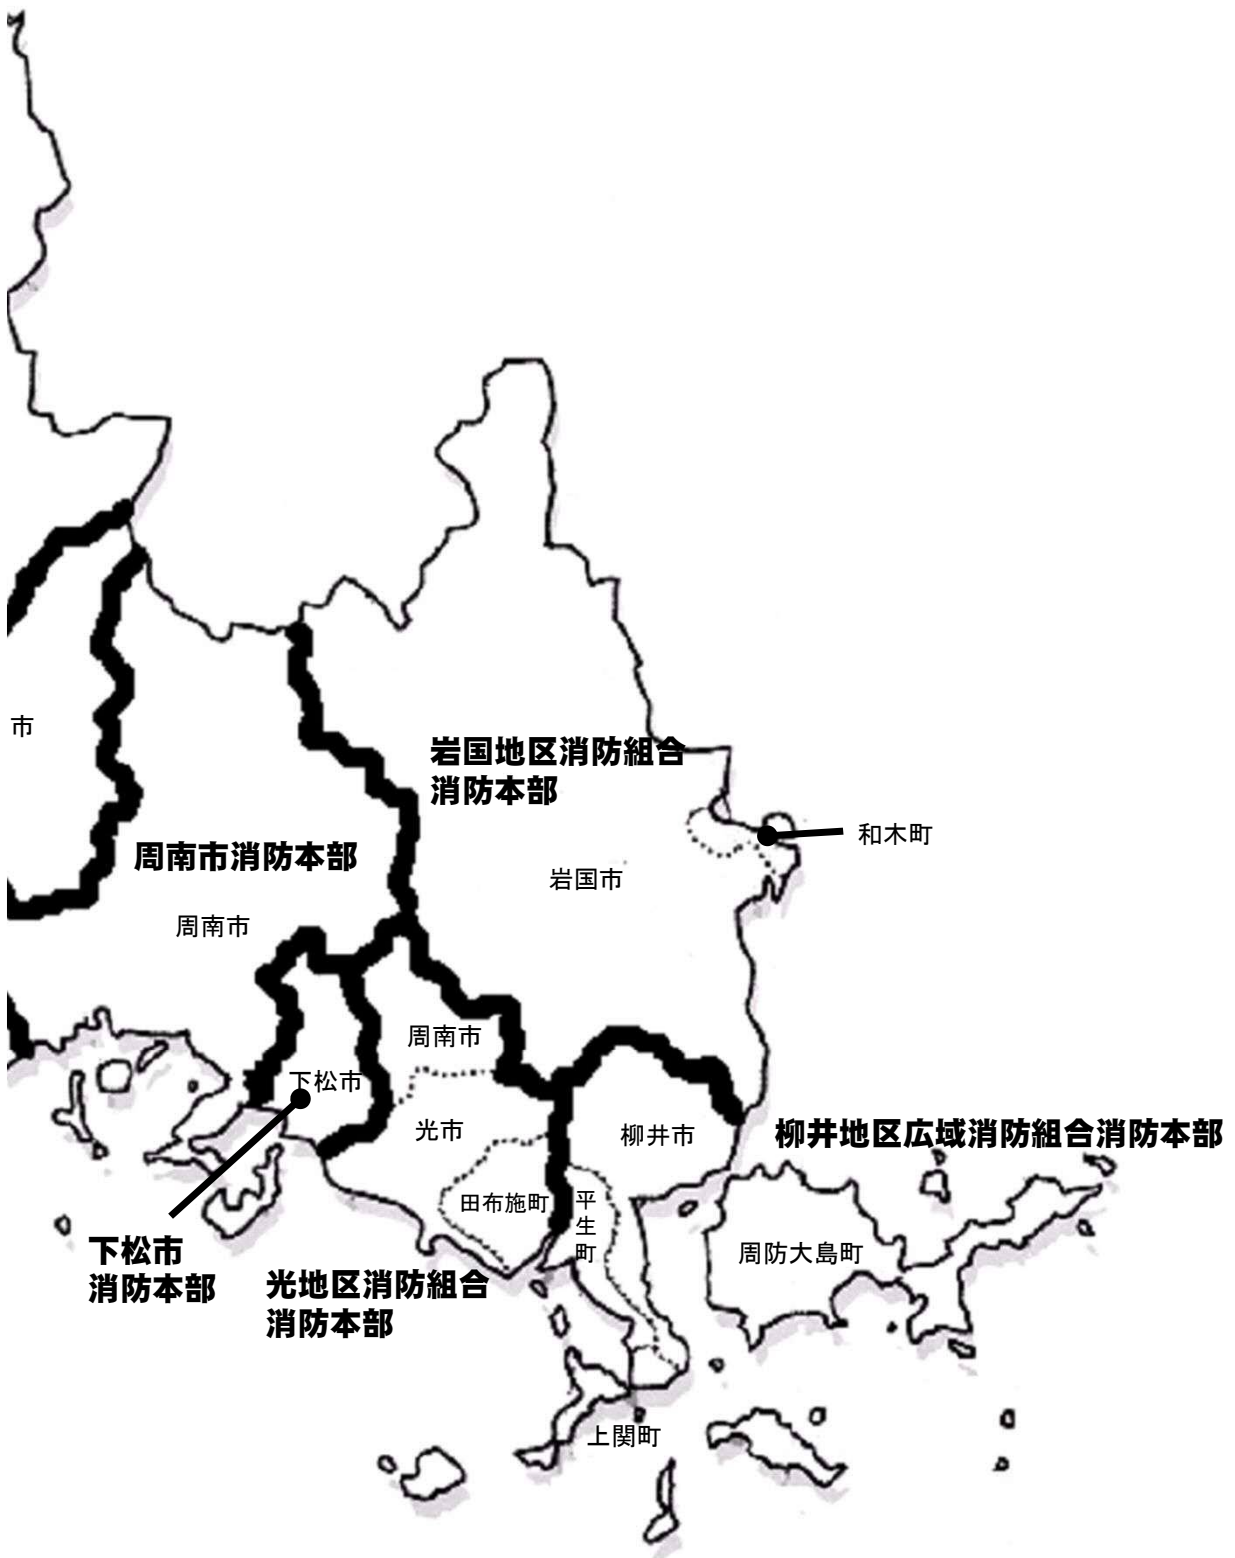 市
岩国地区消防組合
消防本部
和木町
周南市消防本部
岩国市
周南市
周南市
下松市
光市
柳井市
柳井地区広域消防組合消防本部
田布施町
平
生
町
下松市
消防本部
周防大島町
光地区消防組合
消防本部
上関町